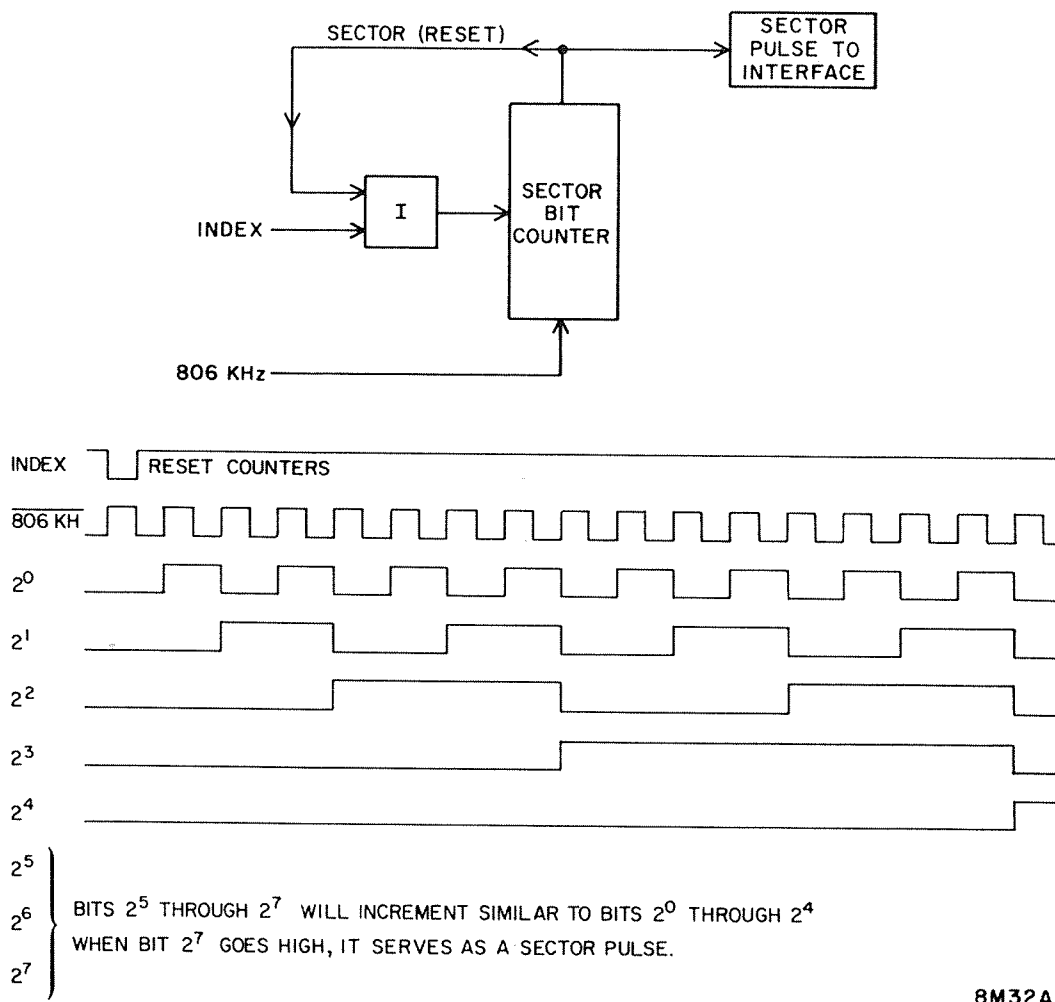 SECTOR (RESET)
SECTOR
PULSE TO
INTERFACE
I
SECTOR
BIT
COUNTER
INDEX
806 KHz
INDEX
RESET COUNTERS
806 KH
2⁰
2¹
2²
2³
2⁴
2⁵
2⁶
2⁷
BITS 2⁵ THROUGH 2⁷ WILL INCREMENT SIMILAR TO BITS 2⁰ THROUGH 2⁴
WHEN BIT 2⁷ GOES HIGH, IT SERVES AS A SECTOR PULSE.
8M32A